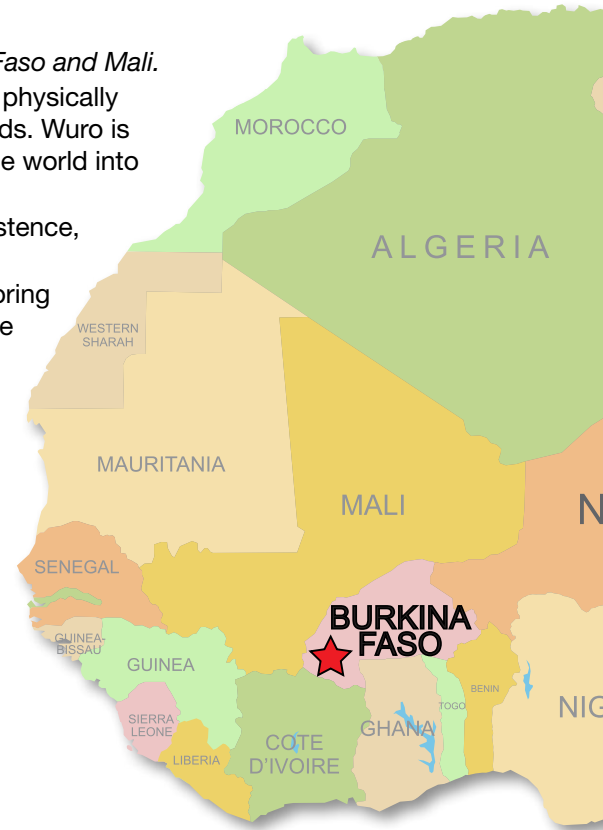 Faso and Mali.
physically
ds. Wuro is
e world into
stence,
oring
e
MOROCCO
ALGERIA
WESTERN
SHARAH
MAURITANIA
MALI
N
SENEGAL
BURKINA
FASO
GUINEA-
BISSAU
GUINEA
BENIN
TOGO
NIG
SIERRA
LEONE
GHANA
COTE
D'IVOIRE
LIBERIA